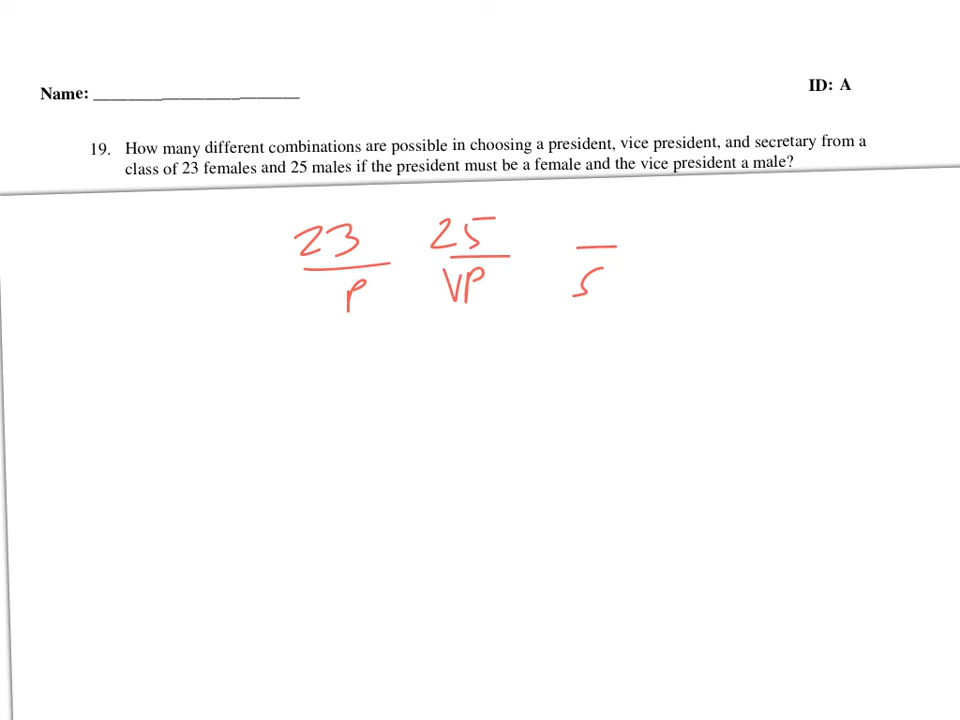 Name: ____________________
ID: A
19. How many different combinations are possible in choosing a president, vice president, and secretary from a
class of 23 females and 25 males if the president must be a female and the vice president a male?
23 25 __
P VP S